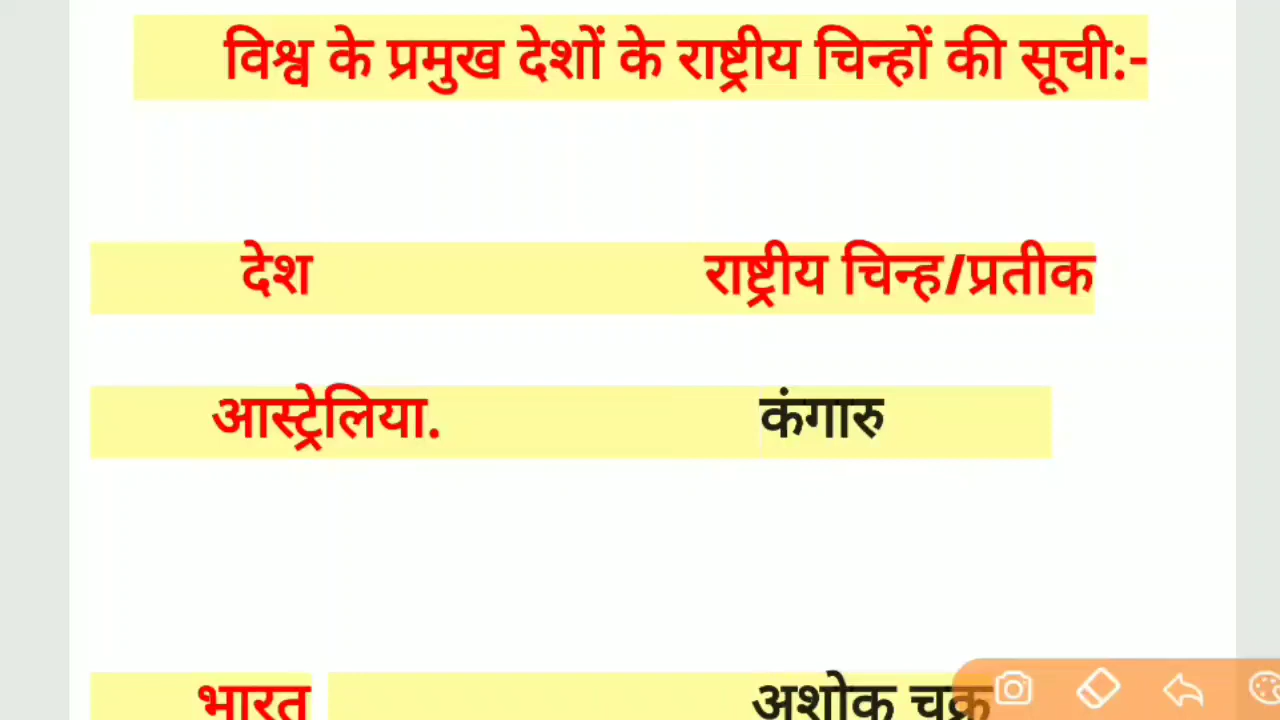 विश्व के प्रमुख देशों के राष्ट्रीय चिन्हों की सूची:-
देश राष्ट्रीय चिन्ह/प्रतीक
आस्ट्रेलिया. कंगारु
भारत अशोक चक्र